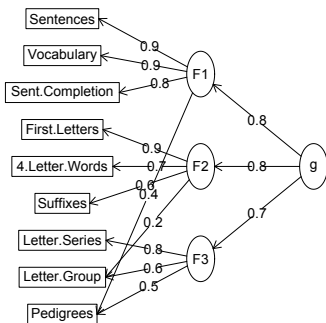 Sentences
Vocabulary
Sent.Completion
First.Letters
4.Letter.Words
Suffixes
Letter.Series
Letter.Group
Pedigrees
0.9
0.9
0.8
0.4
0.9
0.7
0.6
0.2
0.8
0.6
0.5
F1
F2
F3
0.8
0.8
0.7
g